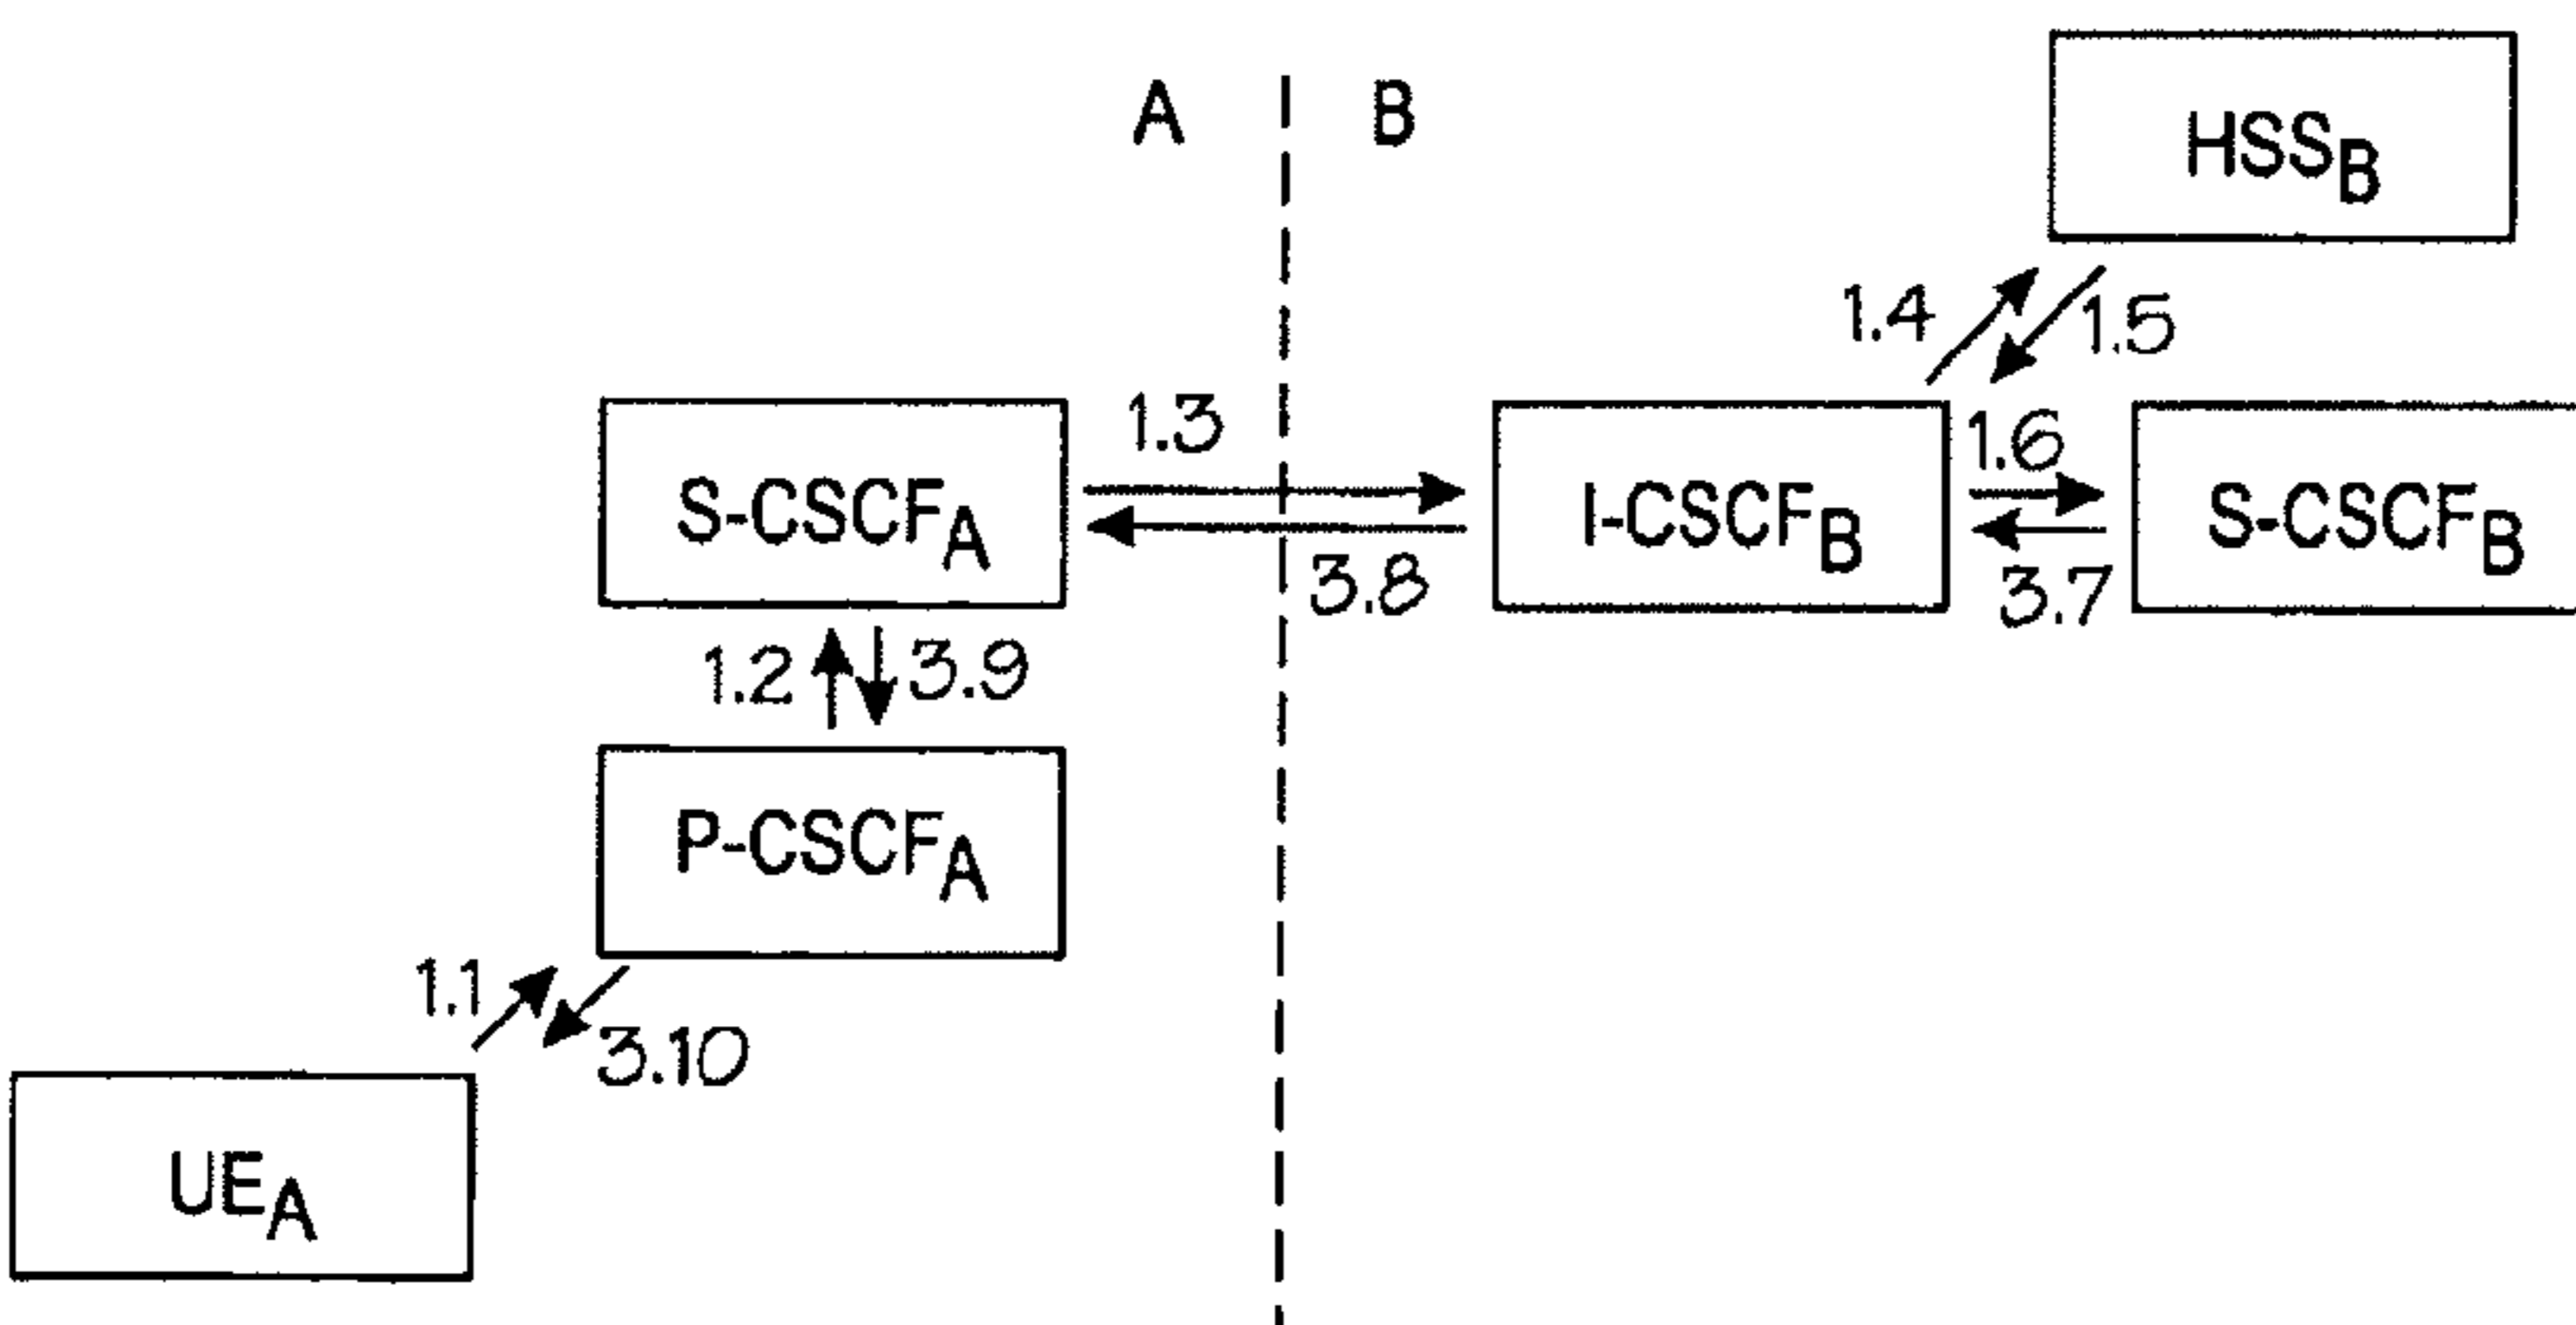 A
B
HSSB
1.4
1.5
1.3
1.6
S-CSCFA
I-CSCFB
S-CSCFB
3.8
3.7
1.2
3.9
P-CSCFA
1.1
3.10
UEA